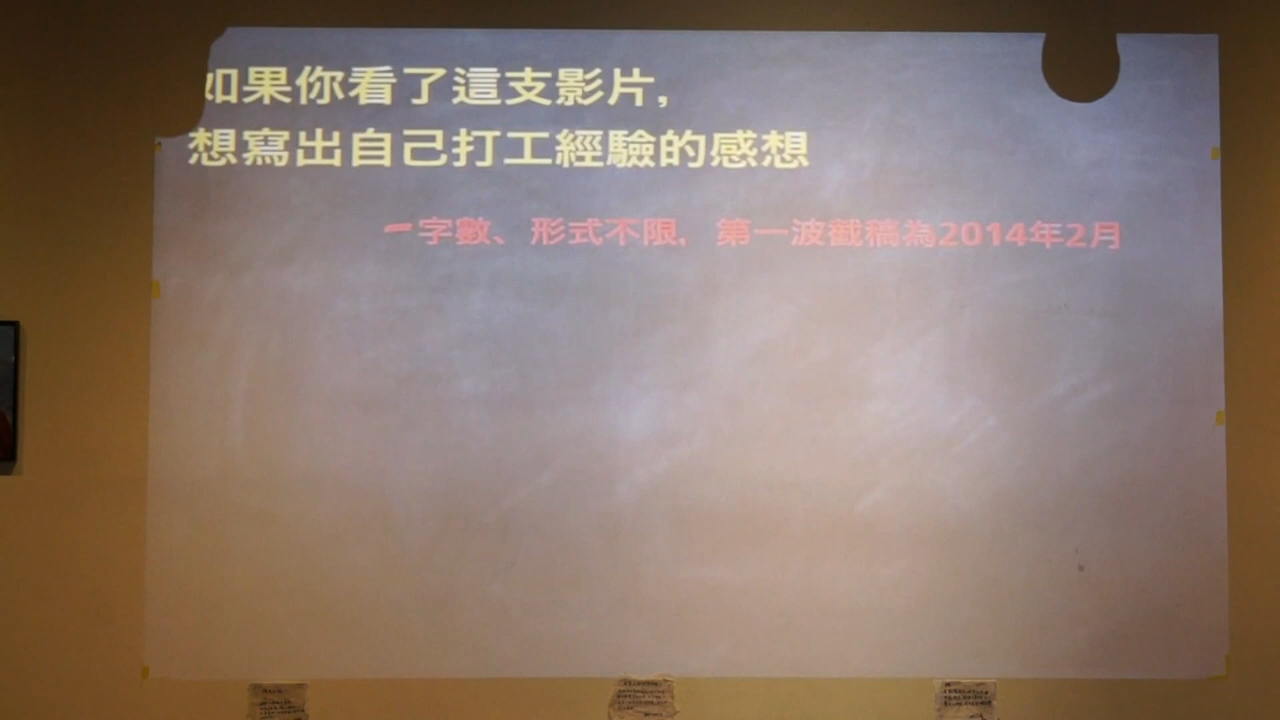 如果你看了這支影片,
想寫出自己打工經驗的感想
一字數、形式不限, 第一波截稿為2014年2月